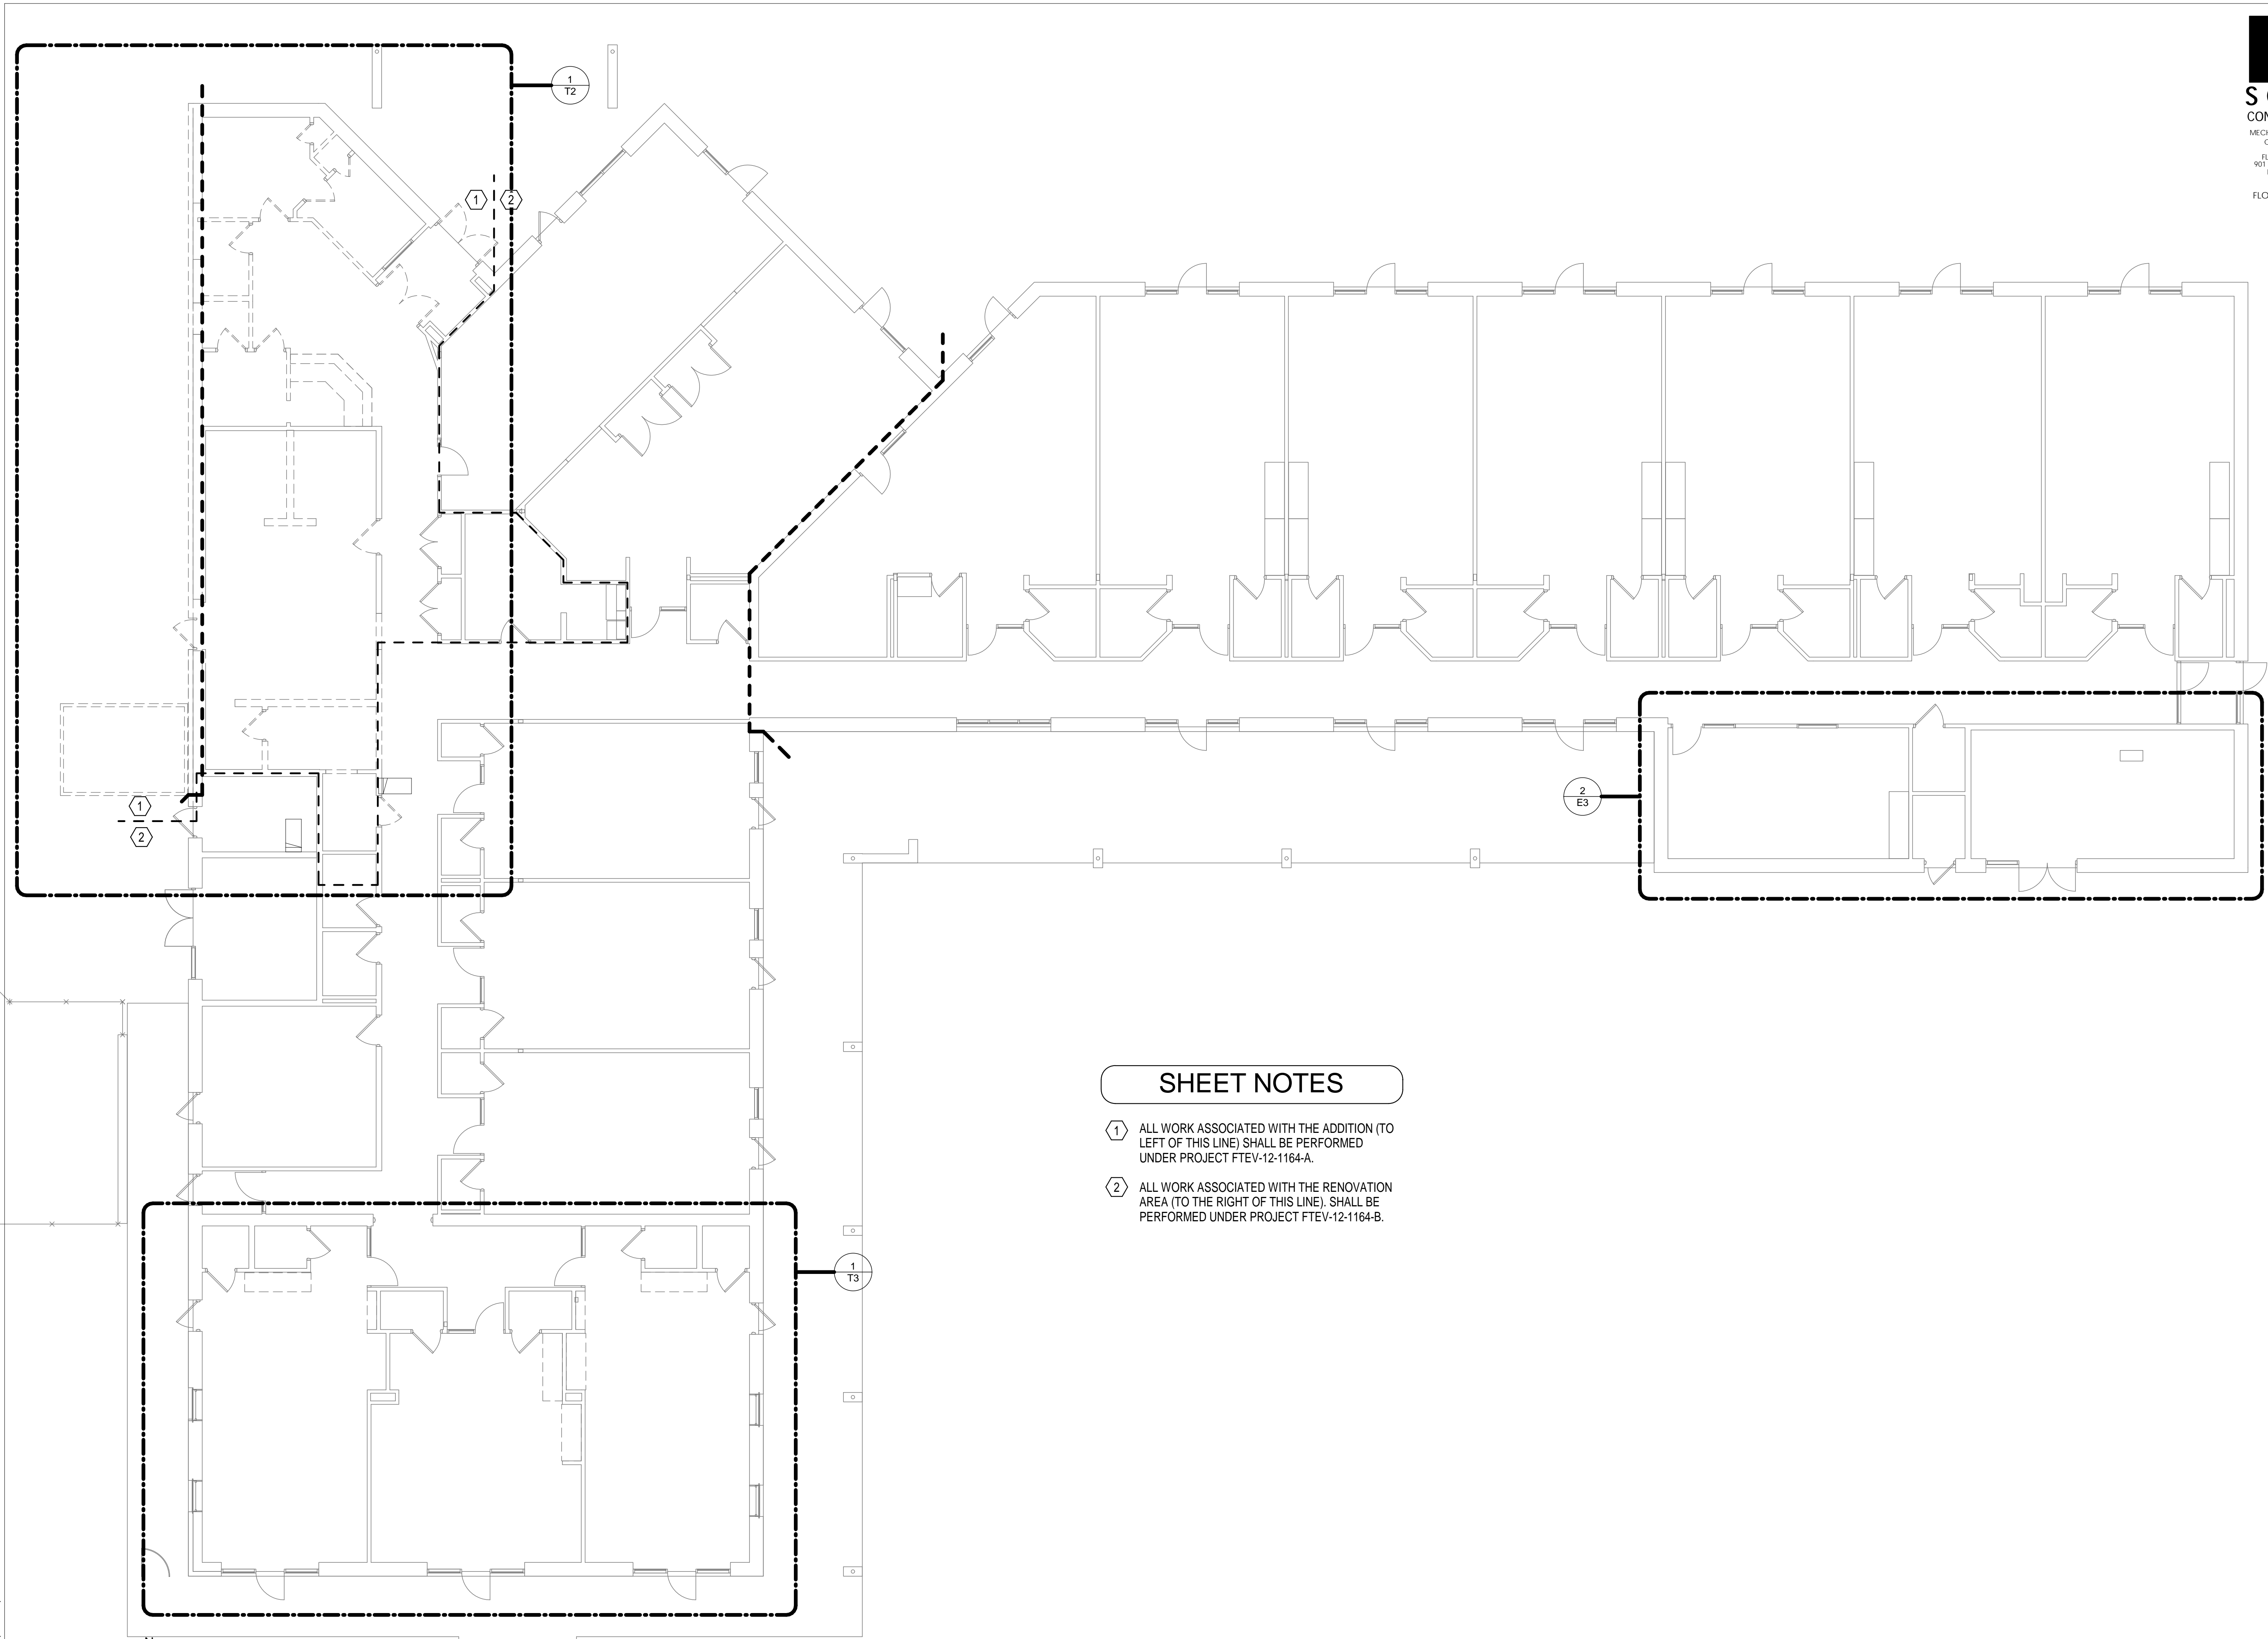 1
T2
1
2
1
2
2
E3
SHEET NOTES
1 ALL WORK ASSOCIATED WITH THE ADDITION (TO
LEFT OF THIS LINE) SHALL BE PERFORMED
UNDER PROJECT FTEV-12-1164-A.
2 ALL WORK ASSOCIATED WITH THE RENOVATION
AREA (TO THE RIGHT OF THIS LINE). SHALL BE
PERFORMED UNDER PROJECT FTEV-12-1164-B.
1
T3
901